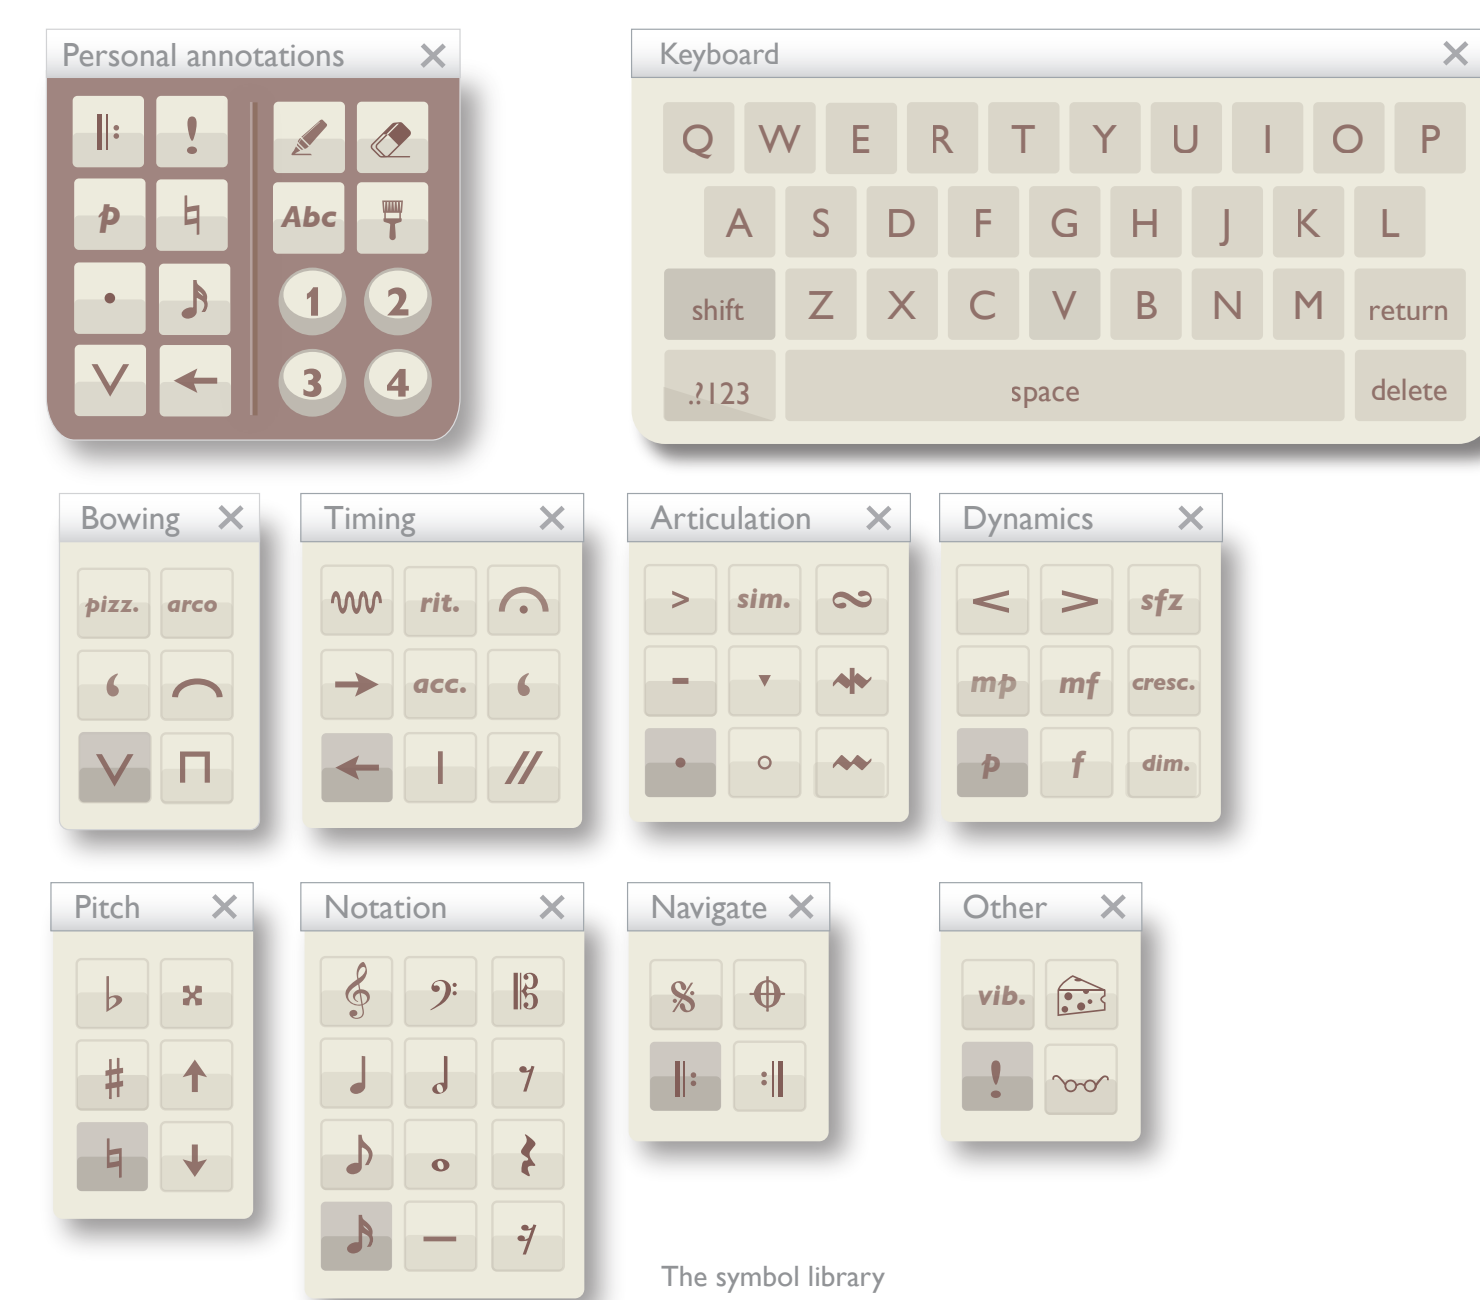 Personal annotations
Keyboard
p
Abc
1 2
3 4
Q W E R T Y U I O P
A S D F G H J K L
shift Z X C V B N M return
.?123 space delete
Bowing
Timing
Articulation
Dynamics
pizz. arco
rit.
acc.
sim.
sfz
mp mf cresc.
p f dim.
Pitch
Notation
Navigate
Other
vib.
!
The symbol library